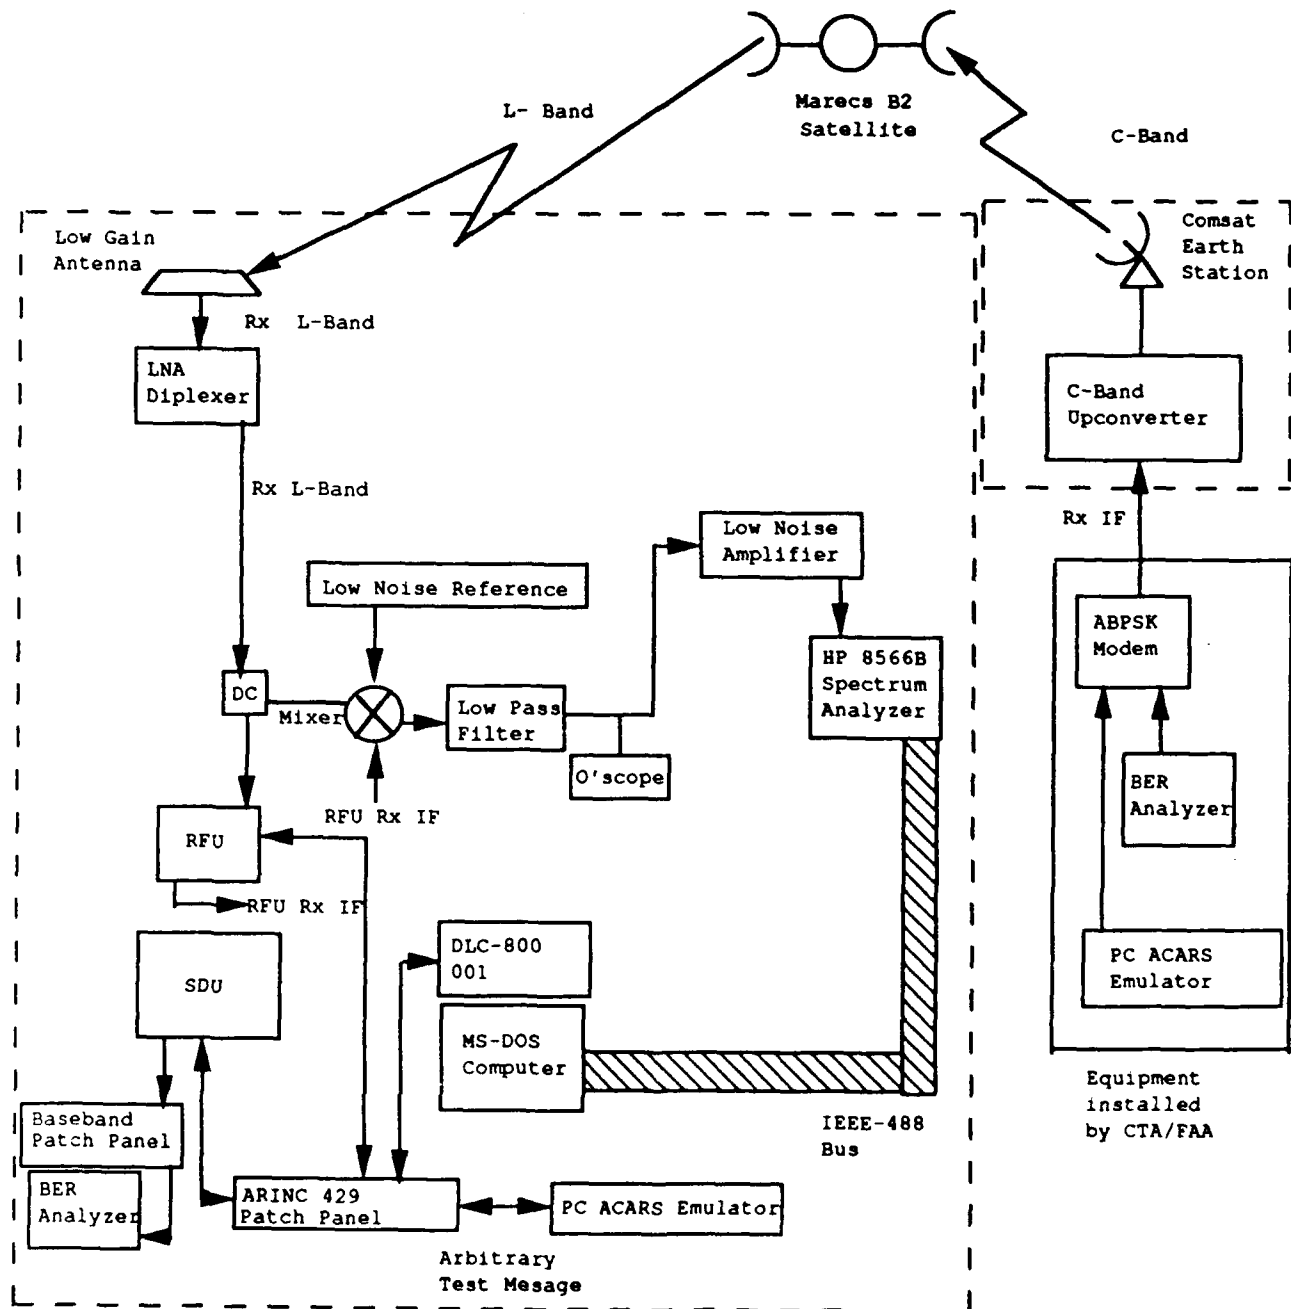 Marecs B2
Satellite
L- Band
C-Band
Low Gain
Antenna
Rx L-Band
LNA
Diplexer
Rx L-Band
Low Noise Reference
Low Noise
Amplifier
HP 8566B
Spectrum
Analyzer
DC
Mixer
Low Pass
Filter
O'scope
RFU Rx IF
RFU
RFU Rx IF
SDU
DLC-800
001
MS-DOS
Computer
IEEE-488
Bus
Baseband
Patch Panel
BER
Analyzer
ARINC 429
Patch Panel
PC ACARS Emulator
Arbitrary
Test Mesage
Comsat
Earth
Station
C-Band
Upconverter
Rx IF
ABPSK
Modem
BER
Analyzer
PC ACARS
Emulator
Equipment
installed
by CTA/FAA